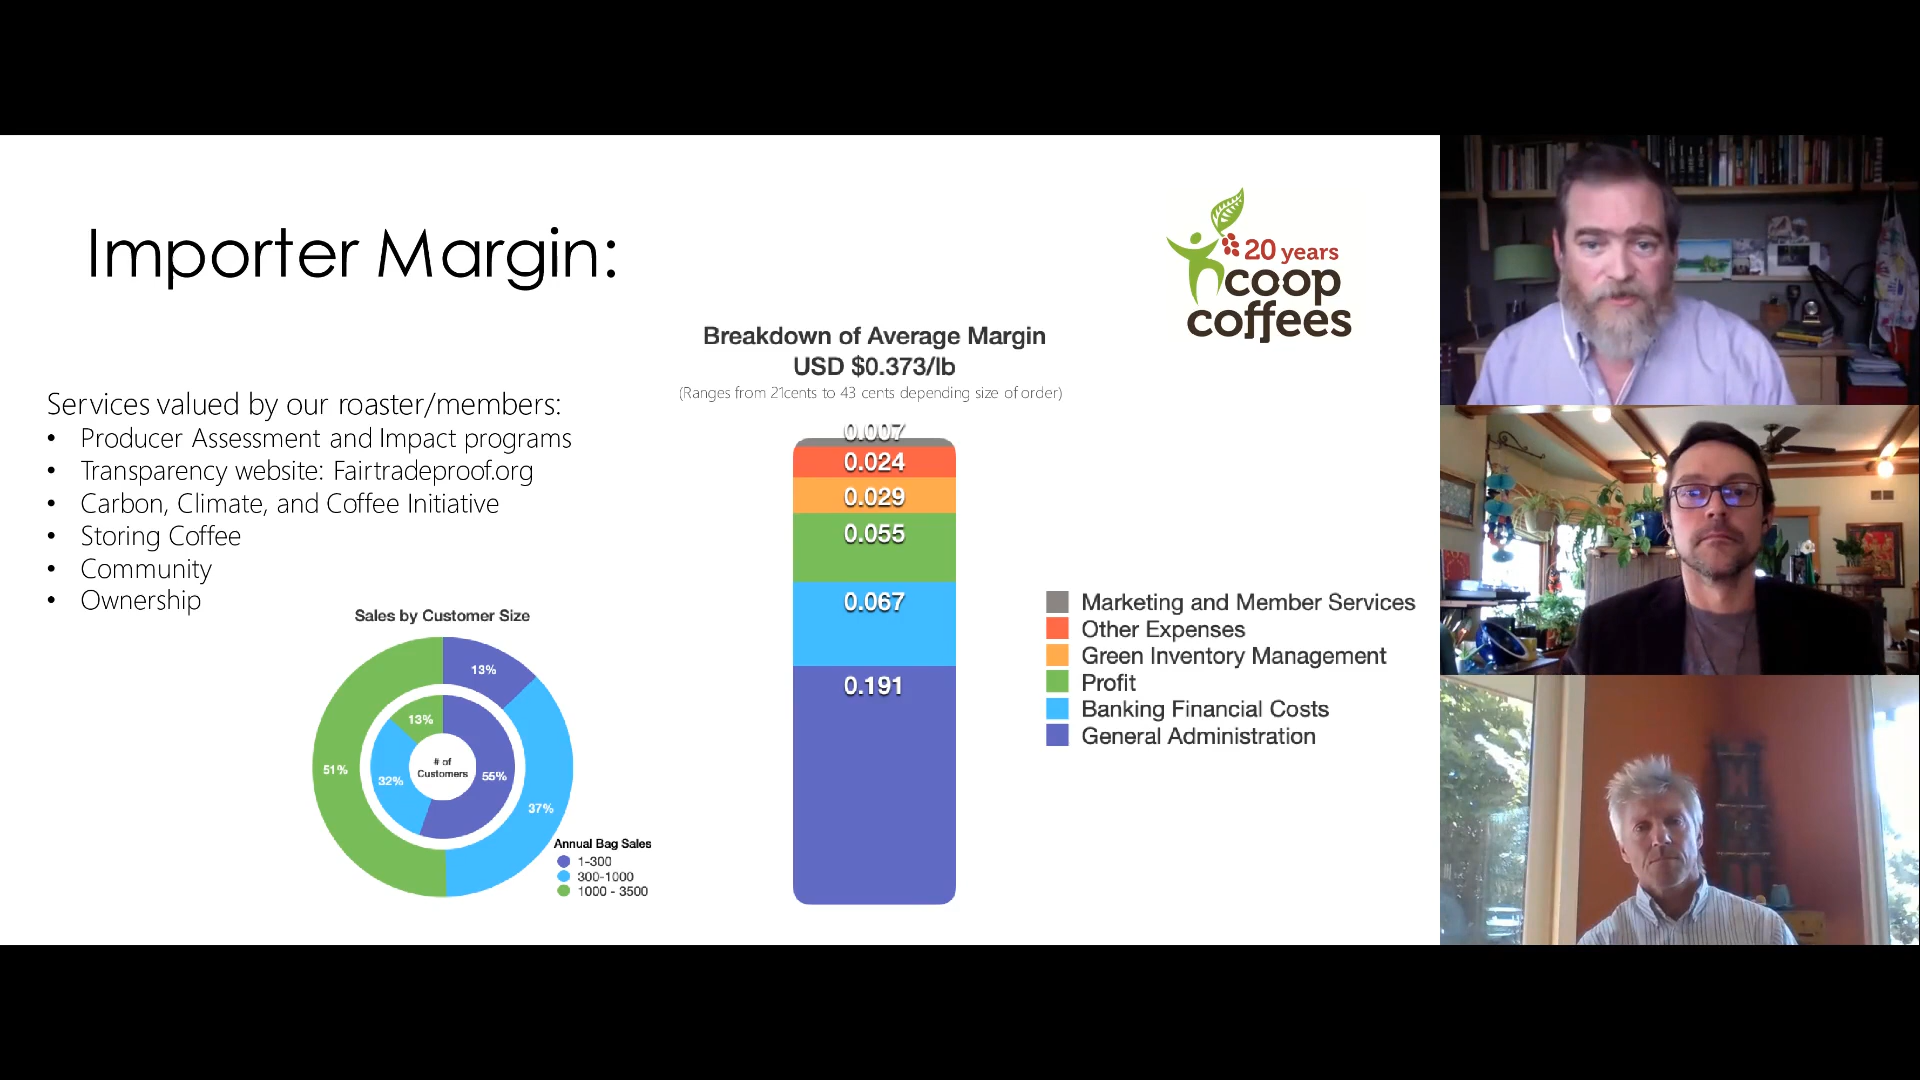 Importer Margin:
20 years
coop
coffees
Services valued by our roaster/members:
• Producer Assessment and Impact programs
• Transparency website: Fairtradeproof.org
• Carbon, Climate, and Coffee Initiative
• Storing Coffee
• Community
• Ownership
Sales by Customer Size
13%
37%
51%
13%
32%
55%
# of
Customers
Annual Bag Sales
1-300
300-1000
1000 - 3500
Breakdown of Average Margin
USD $0.373/lb
(Ranges from 21cents to 43 cents depending size of order)
0.007
0.024
0.029
0.055
0.067
0.191
Marketing and Member Services
Other Expenses
Green Inventory Management
Profit
Banking Financial Costs
General Administration